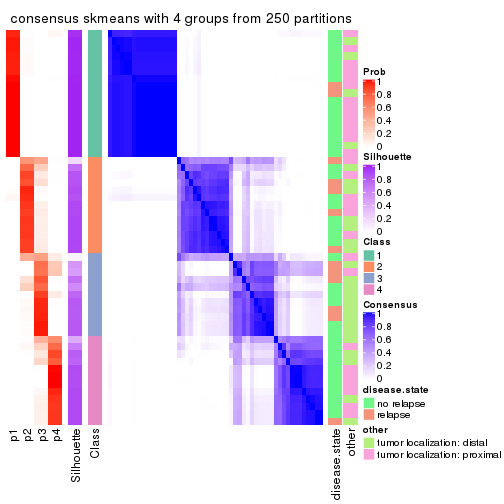 consensus skmeans with 4 groups from 250 partitions
Prob
1
0.8
0.6
0.4
0.2
0
Silhouette
1
0.8
0.6
0.4
0.2
0
Class
1
2
3
4
Consensus
1
0.8
0.6
0.4
0.2
0
disease.state
no relapse
relapse
other
tumor localization: distal
tumor localization: proximal
p1
p2
p3
p4
Silhouette
Class
disease.state
other